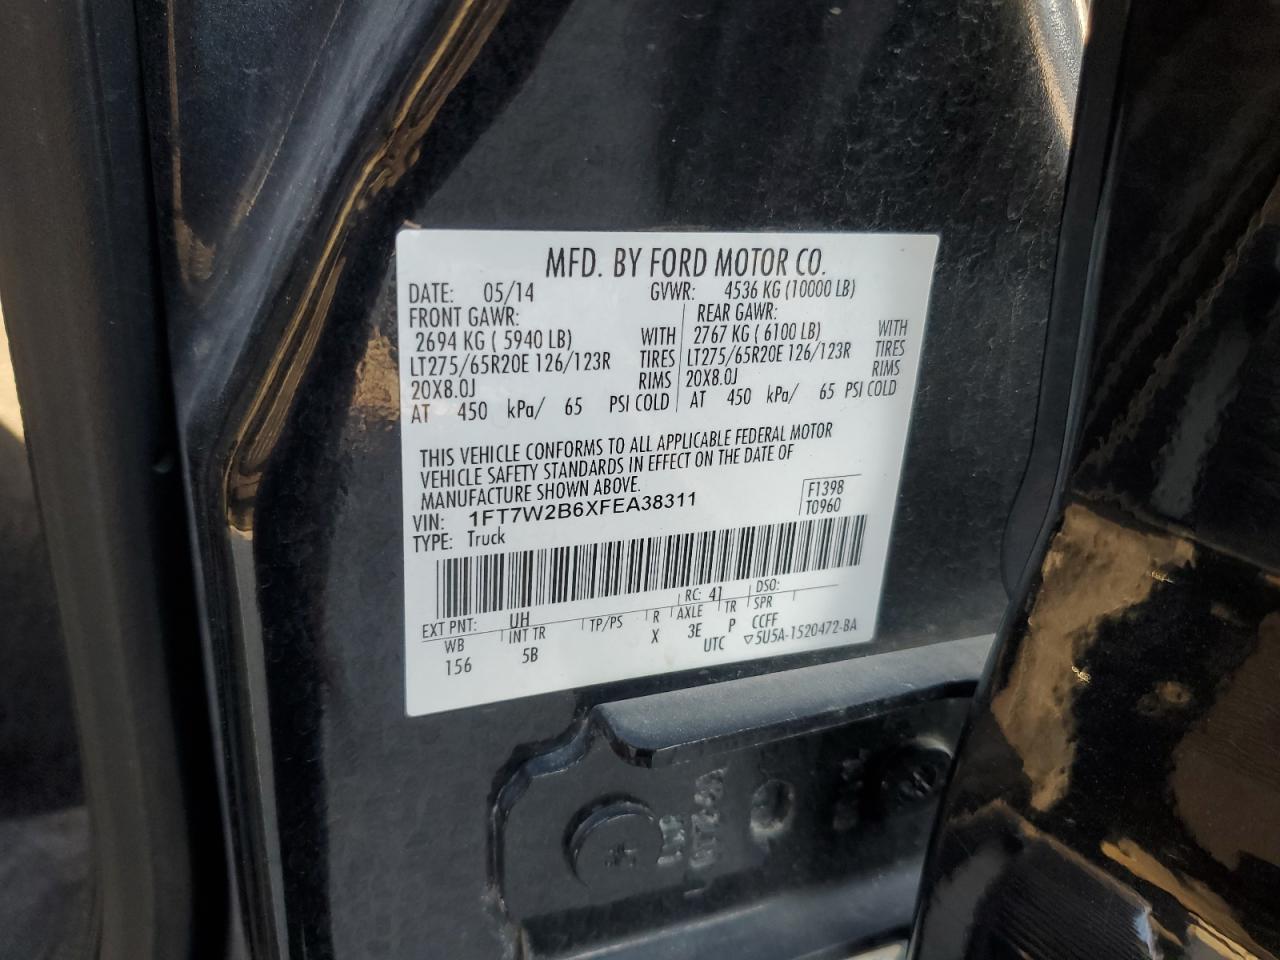 MFD. BY FORD MOTOR CO.
DATE: 05/14 GVWR: 4536 KG (10000 LB)
FRONT GAWR: REAR GAWR:
2694 KG ( 5940 LB) WITH 2767 KG ( 6100 LB) WITH
LT275/65R20E 126/123R TIRES LT275/65R20E 126/123R TIRES
20X8.0J RIMS 20X8.0J RIMS
AT 450 kPa/ 65 PSI COLD AT 450 kPa/ 65 PSI COLD
THIS VEHICLE CONFORMS TO ALL APPLICABLE FEDERAL MOTOR
VEHICLE SAFETY STANDARDS IN EFFECT ON THE DATE OF
MANUFACTURE SHOWN ABOVE.
VIN: 1FT7W2B6XFEA38311 F1398
TYPE: Truck T0960
EXT PNT: UH RC: 41 DSO:
WB INT TR TP/PS R AXLE TR SPR
156 5B X 3E P CCFF
UTC ▽5U5A-1520472-BA